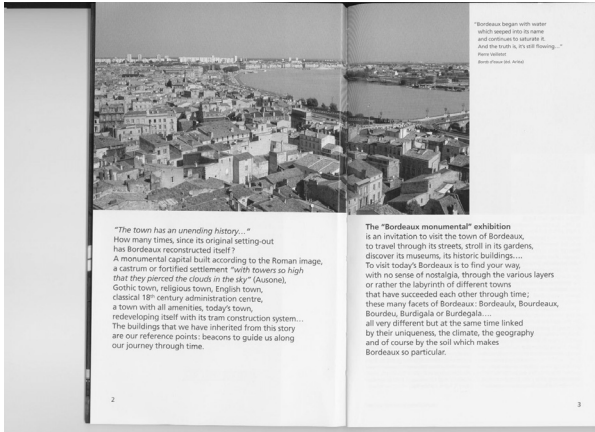 "Bordeaux began with water
which seeped into its name
and continues to saturate it.
And the truth is, it's still flowing..."
Pierre Veilletet
"The town has an unending history..."
How many times, since its original setting-out
has Bordeaux reconstructed itself?
A monumental capital built according to the Roman image,
a castrum or fortified settlement "with towers so high
that they pierced the clouds in the sky" (Ausone),
Gothic town, religious town, English town,
classical 18th century administration centre,
a town with all amenities, today's town,
redeveloping itself with its tram construction system...
The buildings that we have inherited from this story
are our reference points: beacons to guide us along
our journey through time.
2
The "Bordeaux monumental" exhibition
is an invitation to visit the town of Bordeaux,
to travel through its streets, stroll in its gardens,
discover its museums, its historic buildings....
To visit today's Bordeaux is to find your way,
with no sense of nostalgia, through the various layers
or rather the labyrinth of different towns
that have succeeded each other through time;
these many facets of Bordeaux: Bordeaulx, Bourdeaux,
Bourdeu, Burdigala or Burdegala....
all very different but at the same time linked
by their uniqueness, the climate, the geography
and of course by the soil which makes
Bordeaux so particular.
3